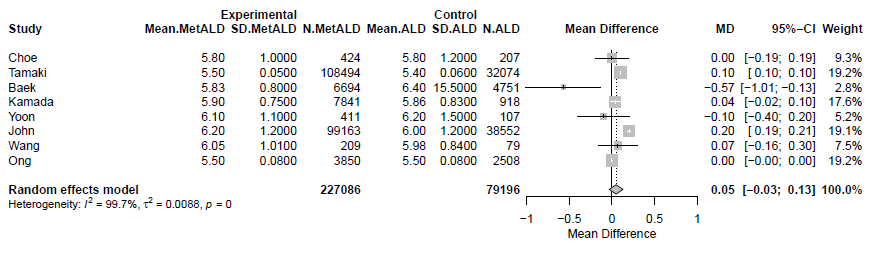 Experimental Control
Study Mean.MetALD SD.MetALD N.MetALD Mean.ALD SD.ALD N.ALD Mean Difference MD 95%−CI Weight
Choe 5.80 1.0000 424 5.80 1.2000 207 0.00 [−0.19; 0.19] 9.3%
Tamaki 5.50 0.0500 108494 5.40 0.0600 32074 0.10 [ 0.10; 0.10] 19.2%
Baek 5.83 0.8000 6694 6.40 15.5000 4751 −0.57 [−1.01; −0.13] 2.8%
Kamada 5.90 0.7500 7841 5.86 0.8300 918 0.04 [−0.02; 0.10] 17.6%
Yoon 6.10 1.1000 411 6.20 1.5000 107 −0.10 [−0.40; 0.20] 5.2%
John 6.20 1.2000 99163 6.00 1.2000 38552 0.20 [ 0.19; 0.21] 19.1%
Wang 6.05 1.0100 209 5.98 0.8400 79 0.07 [−0.16; 0.30] 7.5%
Ong 5.50 0.0800 3850 5.50 0.0800 2508 0.00 [−0.00; 0.00] 19.2%
Random effects model 227086 79196 0.05 [−0.03; 0.13] 100.0%
Heterogeneity: I² = 99.7%, τ² = 0.0088, p = 0
−1 −0.5 0 0.5 1
Mean Difference